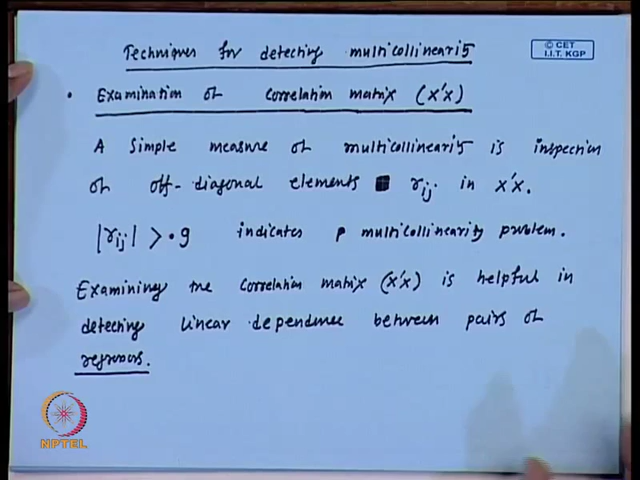 Techniques for detecting multicollinearity
© CET
I.I.T. KGP
• Examination of correlation matrix (X'X)
A simple measure of multicollinearity is inspection
of off-diagonal elements rij in X'X.
|rij| > .9 indicates multicollinearity problem.
Examining the correlation matrix (X'X) is helpful in
detecting linear dependence between pairs of
regressors.
NPTEL